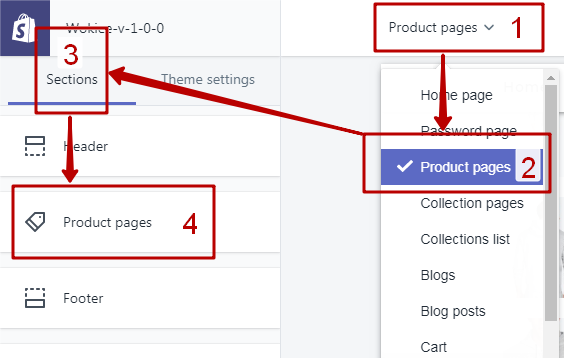 Wokiee-v-1-0-0
Product pages
1
3
Sections
Theme settings
Home page
Password page
Header
Product pages
2
Product pages
4
Collection pages
Collections list
Blogs
Footer
Blog posts
Cart